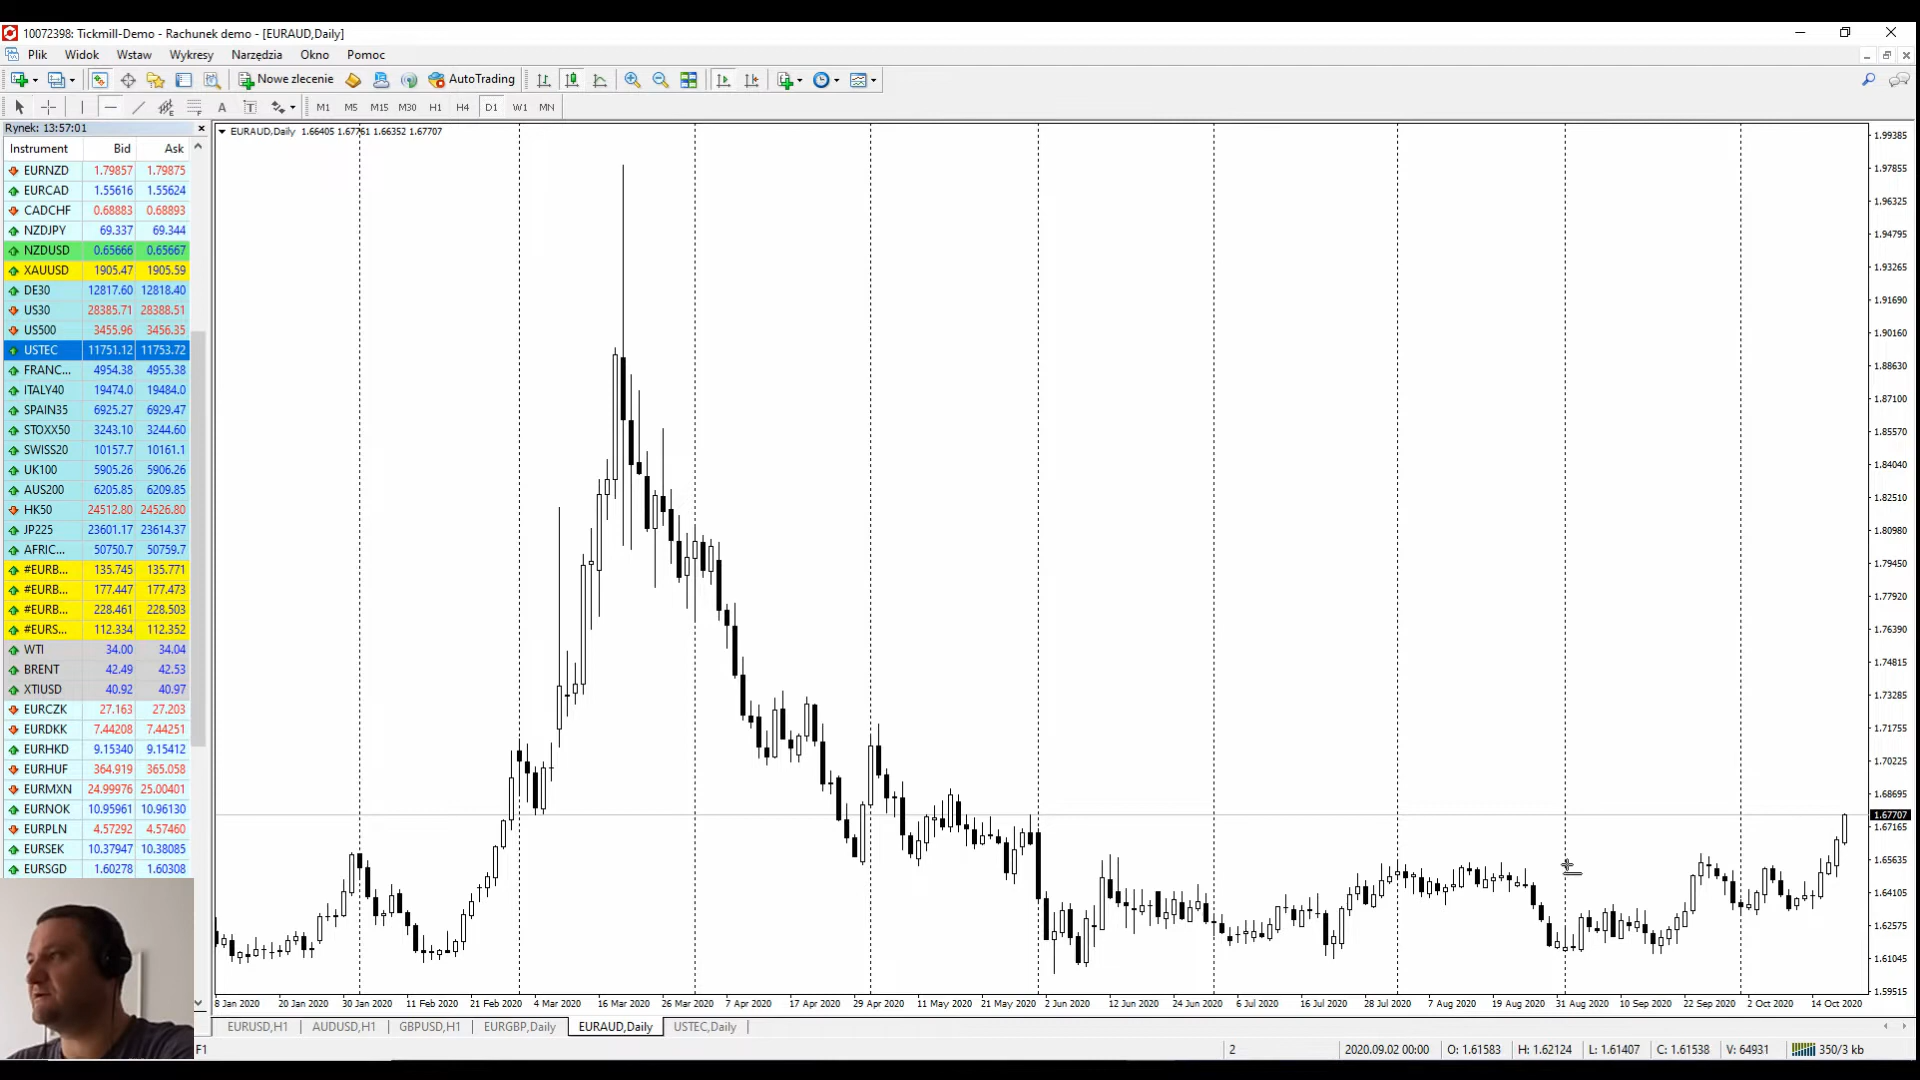 10072398: Tickmill-Demo - Rachunek demo - [EURAUD,Daily]
Plik Widok Wstaw Wykresy Narzędzia Okno Pomoc
Nowe zlecenie AutoTrading
A T M1 M5 M15 M30 H1 H4 D1 W1 MN
Rynek: 13:57:01
Instrument Bid Ask
EURNZD 1.79857 1.79875
EURCAD 1.55616 1.55624
CADCHF 0.68883 0.68893
NZDJPY 69.337 69.344
NZDUSD 0.65666 0.65667
XAUUSD 1905.47 1905.59
DE30 12817.60 12818.40
US30 28385.71 28388.51
US500 3455.96 3456.35
USTEC 11751.12 11753.72
FRANC... 4954.38 4955.38
ITALY40 19474.0 19484.0
SPAIN35 6925.27 6929.47
STOXX50 3243.10 3244.60
SWISS20 10157.7 10161.1
UK100 5905.26 5906.26
AUS200 6205.85 6209.85
HK50 24512.80 24526.80
JP225 23601.17 23614.37
AFRIC... 50750.7 50759.7
#EURB... 135.745 135.771
#EURB... 177.447 177.473
#EURB... 228.461 228.503
#EURS... 112.334 112.352
WTI 34.00 34.04
BRENT 42.49 42.53
XTIUSD 40.92 40.97
EURCZK 27.163 27.203
EURDKK 7.44208 7.44251
EURHKD 9.15340 9.15412
EURHUF 364.919 365.058
EURMXN 24.99976 25.00401
EURNOK 10.95961 10.96130
EURPLN 4.57292 4.57460
EURSEK 10.37947 10.38085
EURSGD 1.60278 1.60308
EURAUD,Daily 1.66405 1.67761 1.66352 1.67707
1.99385
1.97855
1.96325
1.94795
1.93265
1.91690
1.90160
1.88630
1.87100
1.85570
1.84040
1.82510
1.80980
1.79450
1.77920
1.76390
1.74815
1.73285
1.71755
1.70225
1.68695
1.67707
1.67165
1.65635
1.64105
1.62575
1.61045
1.59515
8 Jan 2020 20 Jan 2020 30 Jan 2020 11 Feb 2020 21 Feb 2020 4 Mar 2020 16 Mar 2020 26 Mar 2020 7 Apr 2020 17 Apr 2020 29 Apr 2020 11 May 2020 21 May 2020 2 Jun 2020 12 Jun 2020 24 Jun 2020 6 Jul 2020 16 Jul 2020 28 Jul 2020 7 Aug 2020 19 Aug 2020 31 Aug 2020 10 Sep 2020 22 Sep 2020 2 Oct 2020 14 Oct 2020
EURUSD,H1 AUDUSD,H1 GBPUSD,H1 EURGBP,Daily EURAUD,Daily USTEC,Daily
F1 2 2020.09.02 00:00 O: 1.61583 H: 1.62124 L: 1.61407 C: 1.61538 V: 64931 350/3 kb